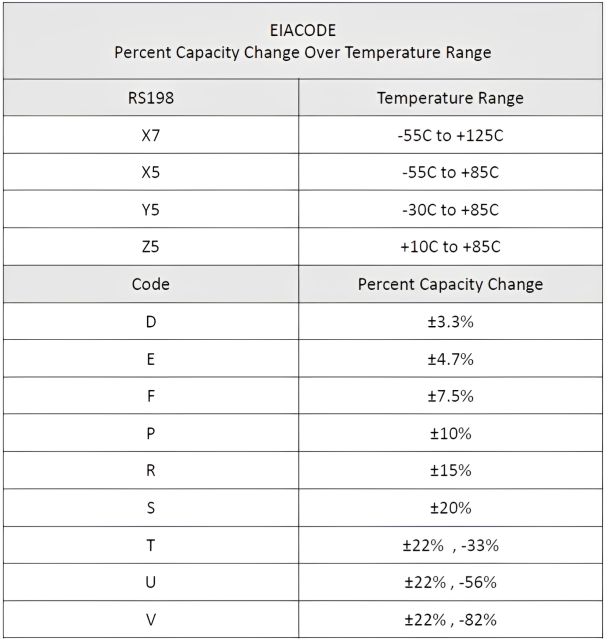 EIACODE
Percent Capacity Change Over Temperature Range
RS198 Temperature Range
X7 -55C to +125C
X5 -55C to +85C
Y5 -30C to +85C
Z5 +10C to +85C
Code Percent Capacity Change
D ±3.3%
E ±4.7%
F ±7.5%
P ±10%
R ±15%
S ±20%
T ±22% , -33%
U ±22% , -56%
V ±22% , -82%